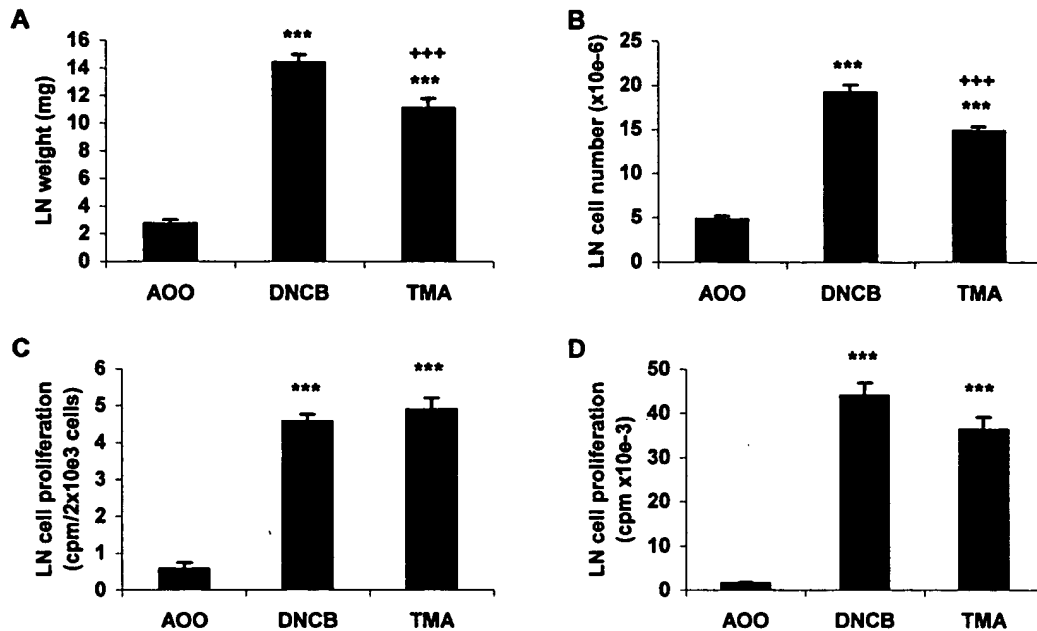 A
LN weight (mg)
16
14
12
10
8
6
4
2
0
***
+++
***
AOO DNCB TMA
B
LN cell number (x10e-6)
25
20
15
10
5
0
***
+++
***
AOO DNCB TMA
C
LN cell proliferation
(cpm/2x10e3 cells)
6
5
4
3
2
1
0
***
***
AOO DNCB TMA
D
LN cell proliferation
(cpm x10e-3)
50
40
30
20
10
0
***
***
AOO DNCB TMA